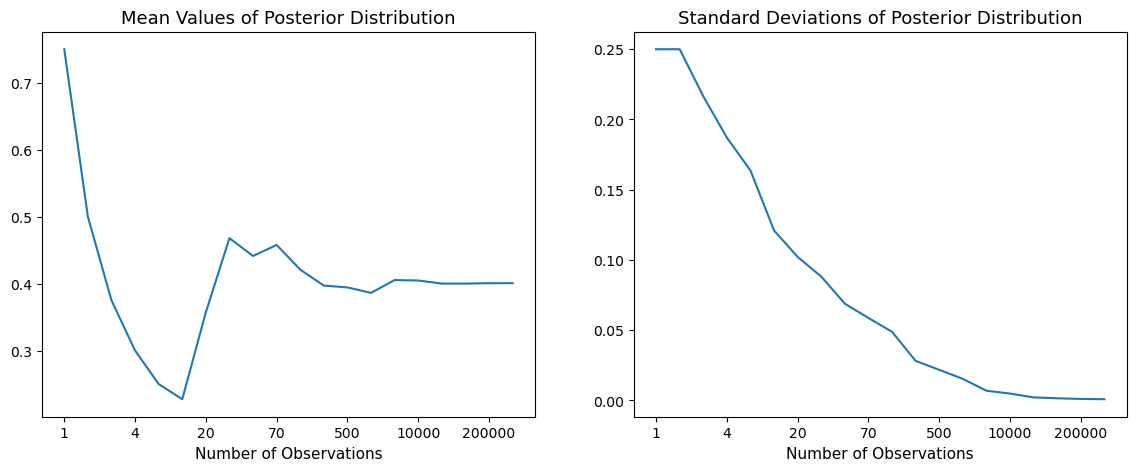 Mean Values of Posterior Distribution
0.7
0.6
0.5
0.4
0.3
1 4 20 70 500 10000 200000
Number of Observations
Standard Deviations of Posterior Distribution
0.25
0.20
0.15
0.10
0.05
0.00
1 4 20 70 500 10000 200000
Number of Observations